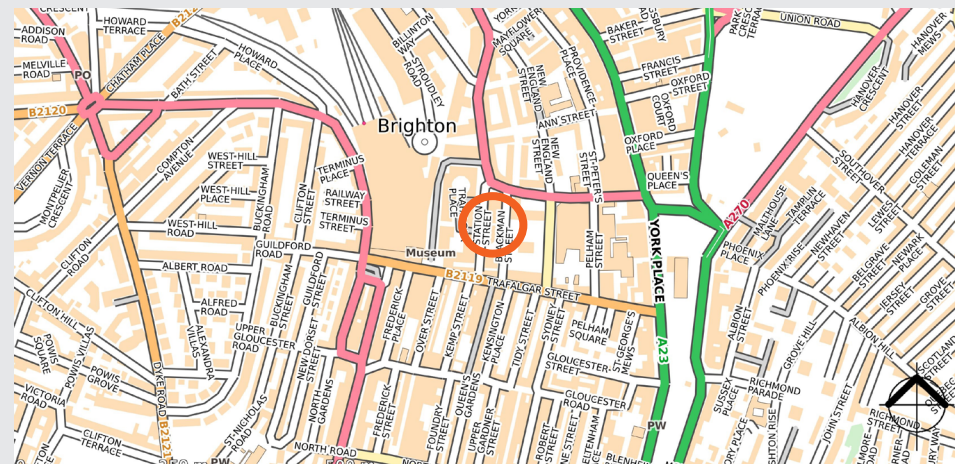 CRESCENT
ADDISON
ROAD
HOWARD
TERRACE
MELVILLE
ROAD
PO
CHATHAM PLACE
BATH STREET
HOWARD
PLACE
B2120
VERNON TERRACE
MONTPELIER
CRESCENT
COMPTON
AVENUE
WEST-HILL
STREET
WEST-HILL
PLACE
WEST-HILL
ROAD
BUCKINGHAM
ROAD
CLIFTON
STREET
TERMINUS
PLACE
RAILWAY
STREET
TERMINUS
STREET
GUILDFORD
ROAD
GUILDFORD
STREET
CLIFTON
ROAD
ALBERT ROAD
ALFRED
ROAD
ALEXANDRA
VILLAS
BUCKINGHAM
STREET
UPPER
GLOUCESTER
ROAD
NEW-DORSET
STREET
CLIFTON HILL
POWIS
SQUARE
POWIS VILLAS
POWIS
GROVE
VICTORIA
ROAD
CLIFTON
TERRACE
DYKE ROAD
B2121
ST-NICHOLAS
ROAD
PW
NORTH
GARDENS
NORTH ROAD
BILLINTON
WAY
STROUDLEY
ROAD
Brighton
Museum
B2119
TRAFALGAR STREET
STATION
STREET
BLACKMAN
STREET
FREDERICK
PLACE
FREDERICK
STREET
OVER STREET
KEMP STREET
FOUNDRY
STREET
QUEEN'S
GARDENS
UPPER
GARDNER
STREET
KENSINGTON
PLACE
TIDY STREET
SYDNEY
STREET
ROBERT
STREET
PELHAM
SQUARE
PELHAM
STREET
GLOUCESTER
STREET
GLOUCESTER
ROAD
ST-GEORGE'S
MEWS
MAYFLOWER
SQUARE
NEW
ENGLAND
STREET
PROVIDENCE
PLACE
ANN STREET
NEW
ENGLAND
ST-PETER'S
STREET
BAKER
STREET
FRANCIS
STREET
OXFORD
STREET
OXFORD
COURT
OXFORD
PLACE
QUEEN'S
PLACE
YORK PLACE
A23
PW
UNION ROAD
HANOVER
MEWS
HANOVER
CRESCENT
HANOVER
STREET
HANOVER
TERRACE
COLEMAN
STREET
SOUTHOVER
STREET
LEWES
STREET
A270
MALTHOUSE
LANE
TAMPLIN
TERRACE
PHOENIX
PLACE
PHOENIX RISE
NEWHAVEN
STREET
BELGRAVE
STREET
NEWARK
PLACE
JERSEY
STREET
GROVE
STREET
ALBION
STREET
GROVE HILL
ALBION HILL
RICHMOND
PARADE
SUSSEX
PLACE
JOHN STREET
RICHMOND
STREET